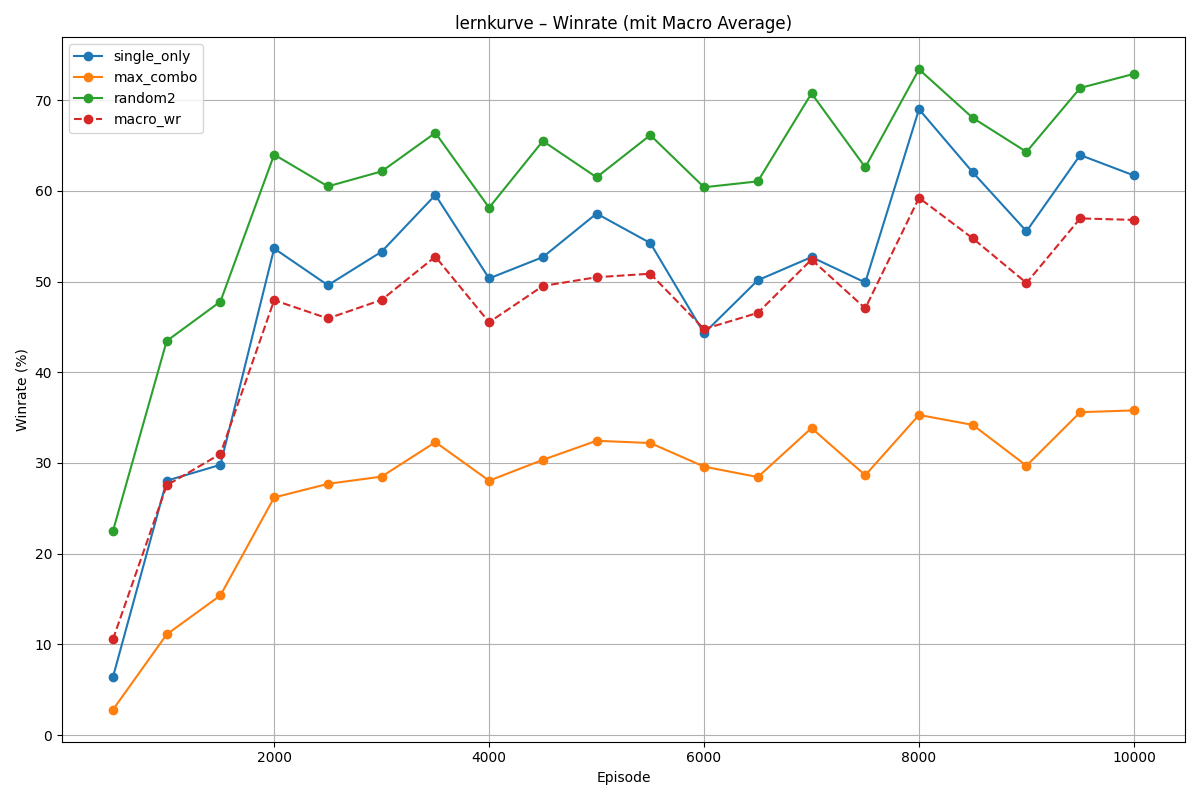 lernkurve – Winrate (mit Macro Average)
single_only
max_combo
random2
macro_wr
Winrate (%)
70
60
50
40
30
20
10
0
2000 4000 6000 8000 10000
Episode